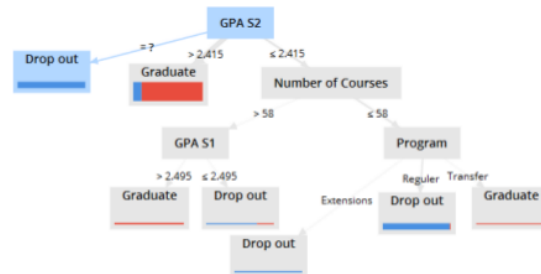 GPA S2
= ?
> 2.415
≤ 2.415
Drop out
Graduate
Number of Courses
> 58
≤ 58
GPA S1
Program
> 2.495
≤ 2.495
Extensions
Reguler
Transfer
Graduate
Drop out
Drop out
Graduate
Drop out